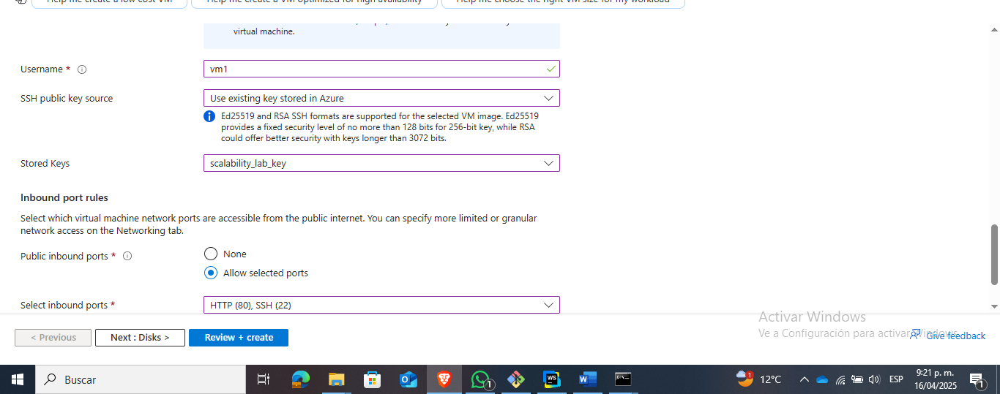 Help me create a low cost VM
Help me create a VM optimized for high availability
Help me choose the right VM size for my workload
virtual machine.
Username *
vm1
SSH public key source
Use existing key stored in Azure
Ed25519 and RSA SSH formats are supported for the selected VM image. Ed25519
provides a fixed security level of no more than 128 bits for 256-bit key, while RSA
could offer better security with keys longer than 3072 bits.
Stored Keys
scalability_lab_key
Inbound port rules
Select which virtual machine network ports are accessible from the public internet. You can specify more limited or granular
network access on the Networking tab.
Public inbound ports *
None
Allow selected ports
Select inbound ports *
HTTP (80), SSH (22)
Activar Windows
Ve a Configuración para activar Windows.
< Previous
Next : Disks >
Review + create
Give feedback
Buscar
1
WS
1
12°C
ESP
9:21 p. m.
16/04/2025
1